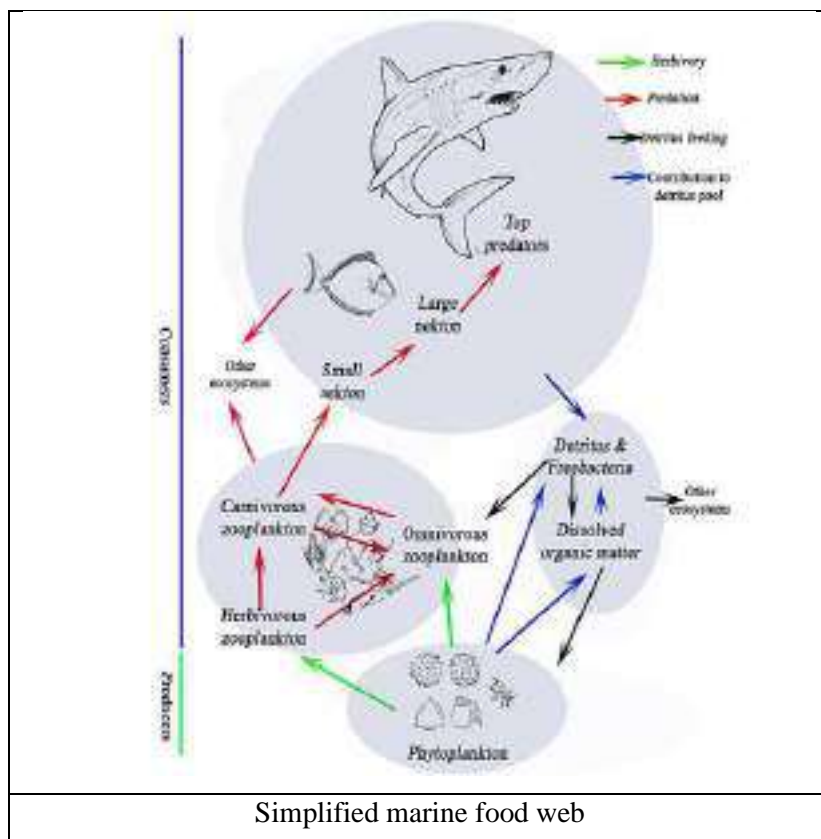 Herbivory
Predation
Detritus feeding
Contribution to
detritus pool
Top
predators
Large
nekton
Small
nekton
Other
ecosystems
Consumers
Detritus &
Carnivorous
zooplankton
Omnivorous
zooplankton
Other
ecosystems
Dissolved
organic matter
Herbivorous
zooplankton
Producers
Phytoplankton
Simplified marine food web